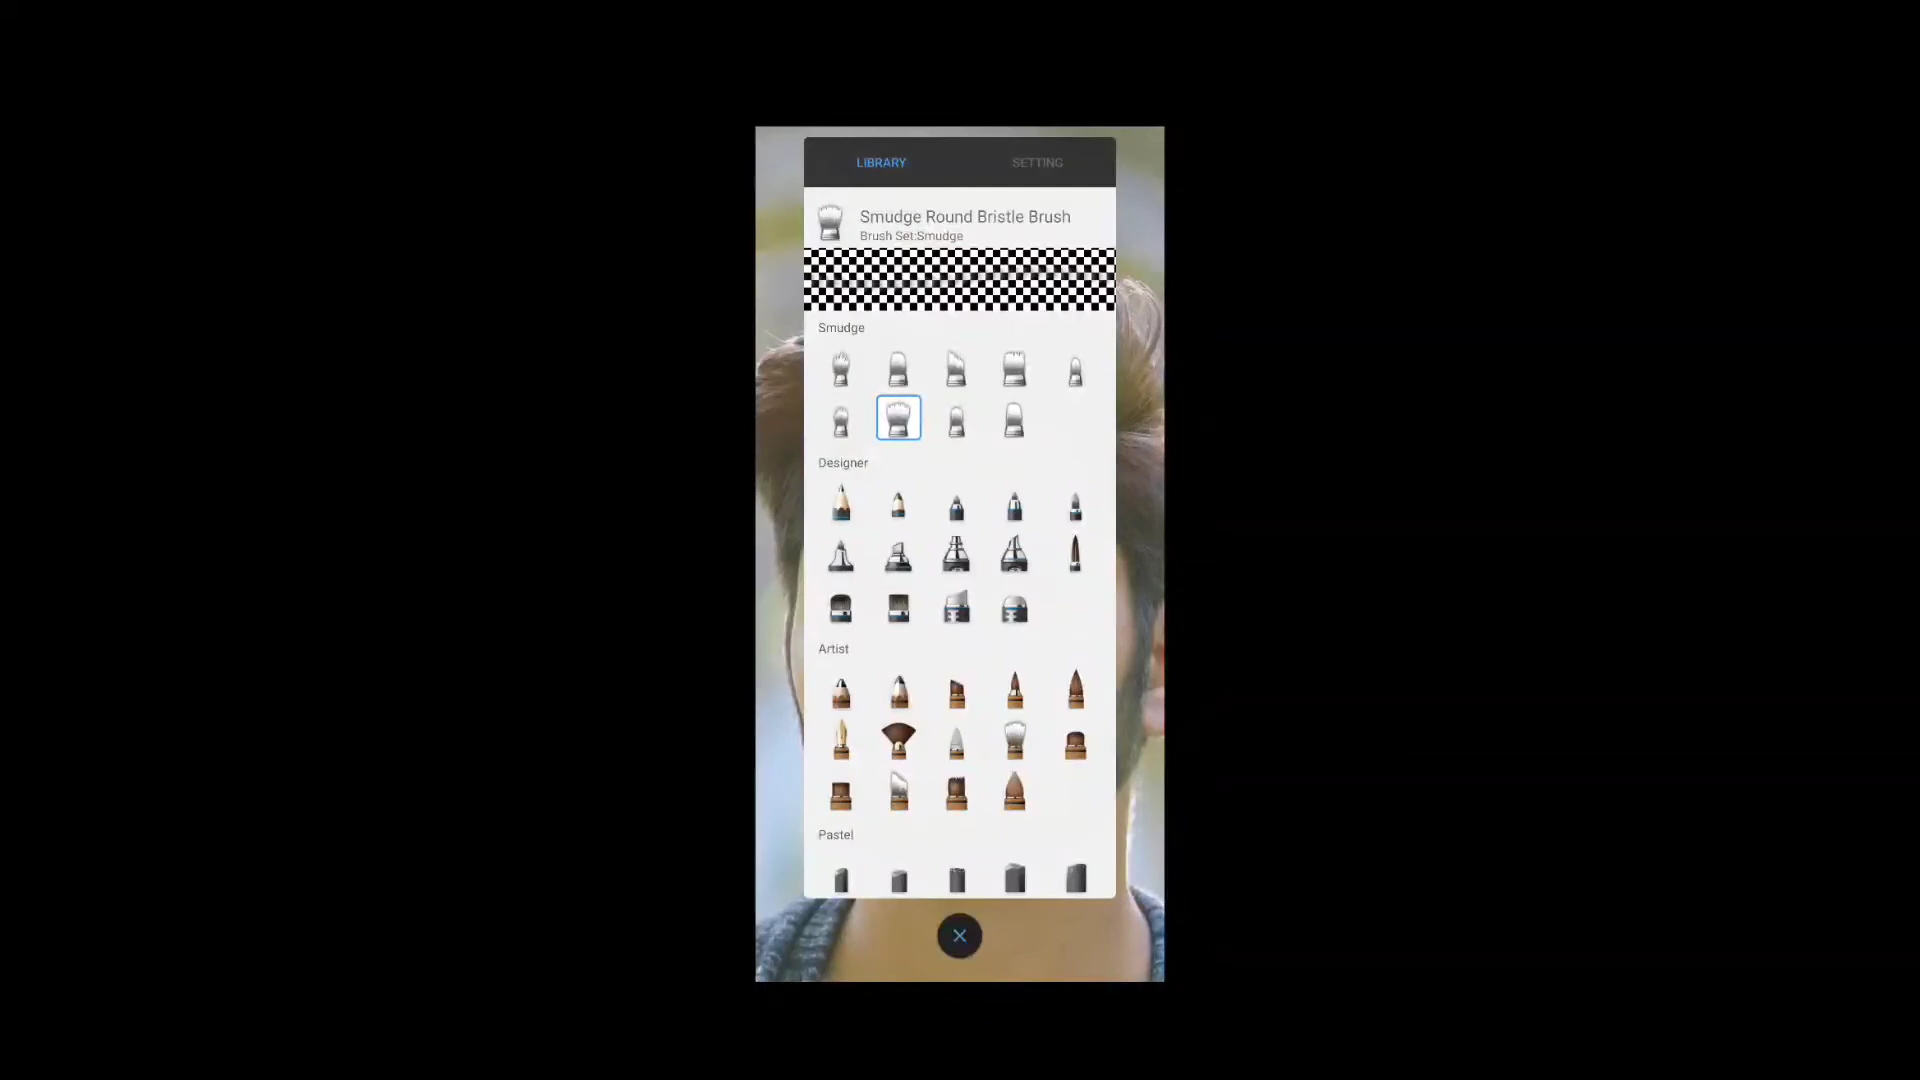 LIBRARY SETTING
Smudge Round Bristle Brush
Brush Set:Smudge
Smudge
Designer
Artist
Pastel